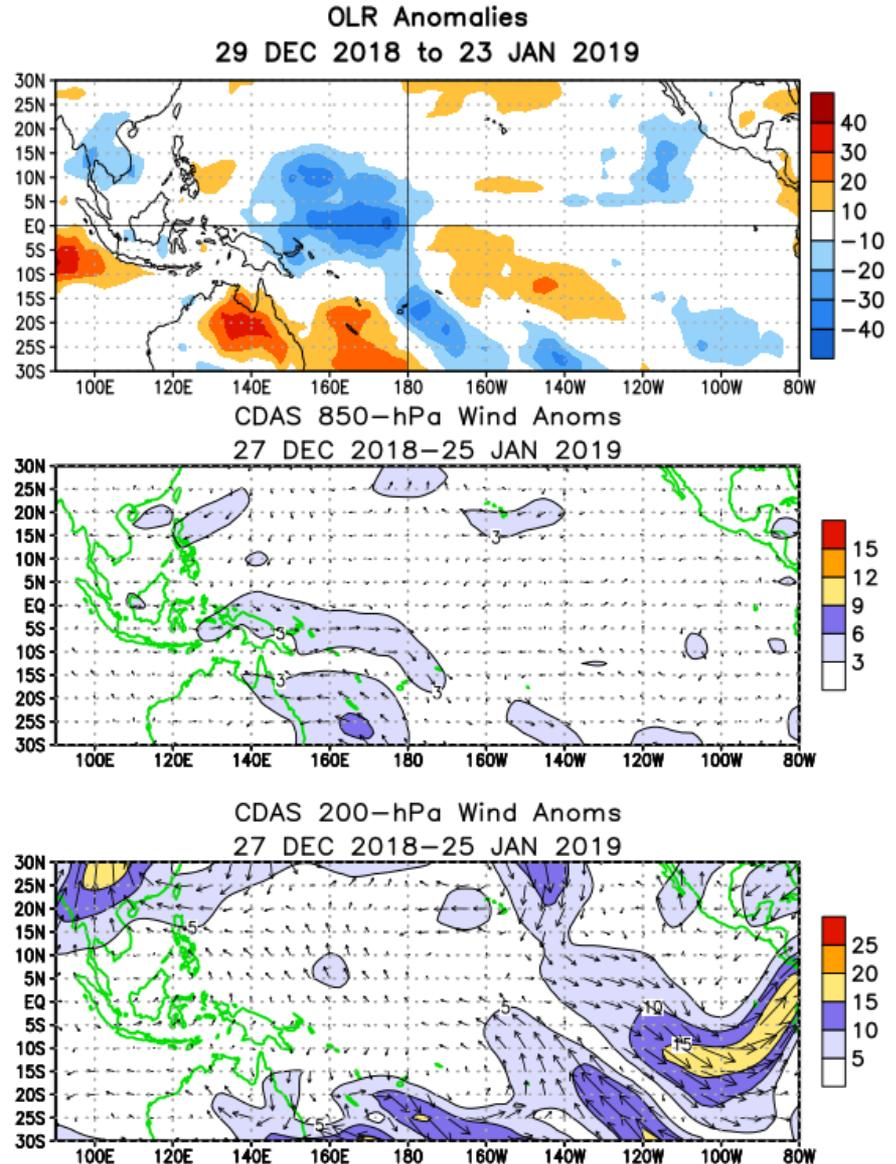 OLR Anomalies
29 DEC 2018 to 23 JAN 2019
30N
25N
20N
15N
10N
5N
EQ
5S
10S
15S
20S
25S
30S
100E 120E 140E 160E 180 160W 140W 120W 100W 80W
40
30
20
10
-10
-20
-30
-40
CDAS 850-hPa Wind Anoms
27 DEC 2018-25 JAN 2019
30N
25N
20N
15N
10N
5N
EQ
5S
10S
15S
20S
25S
30S
3
3
3
3
100E 120E 140E 160E 180 160W 140W 120W 100W 80W
15
12
9
6
3
CDAS 200-hPa Wind Anoms
27 DEC 2018-25 JAN 2019
30N
25N
20N
15N
10N
5N
EQ
5S
10S
15S
20S
25S
30S
5
5
10
15
5
100E 120E 140E 160E 180 160W 140W 120W 100W 80W
25
20
15
10
5